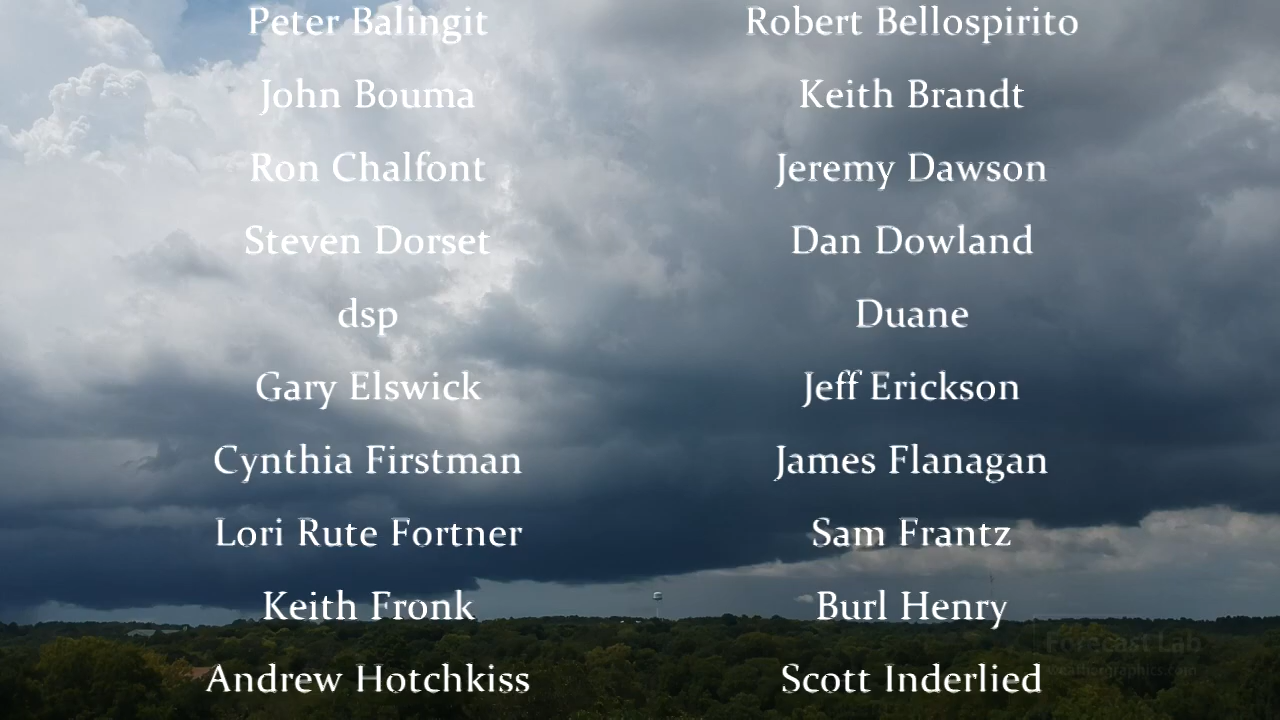 Peter Balingit Robert Bellospirito
John Bouma Keith Brandt
Ron Chalfont Jeremy Dawson
Steven Dorset Dan Dowland
dsp Duane
Gary Elswick Jeff Erickson
Cynthia Firstman James Flanagan
Lori Rute Fortner Sam Frantz
Keith Fronk Burl Henry
Forecast Lab
weathergraphics.com
Andrew Hotchkiss Scott Inderlied